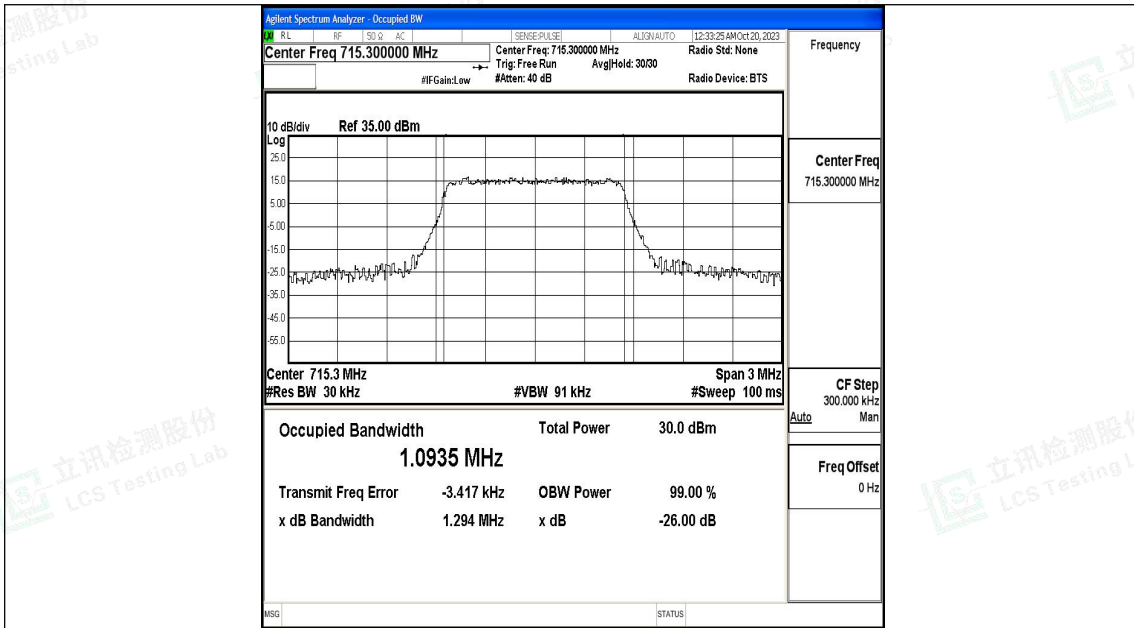 Agilent Spectrum Analyzer - Occupied BW
RL RF 50 Ω AC SENSE:PULSE ALIGNAUTO 12:33:25 AM Oct 20, 2023
Center Freq 715.300000 MHz
Center Freq: 715.300000 MHz
Radio Std: None
Trig: Free Run Avg|Hold: 30/30
#IFGain:Low #Atten: 40 dB Radio Device: BTS
10 dB/div Ref 35.00 dBm
Log
25.0
15.0
5.00
-5.00
-15.0
-25.0
-35.0
-45.0
-55.0
Center 715.3 MHz Span 3 MHz
#Res BW 30 kHz #VBW 91 kHz #Sweep 100 ms
Occupied Bandwidth Total Power 30.0 dBm
1.0935 MHz
Transmit Freq Error -3.417 kHz OBW Power 99.00 %
x dB Bandwidth 1.294 MHz x dB -26.00 dB
MSG STATUS
Frequency
Center Freq
715.300000 MHz
CF Step
300.000 kHz
Auto Man
Freq Offset
0 Hz
立讯检测股份
LCS Testing Lab
立讯检测股份
LCS Testing L
测股份
sting Lab
立